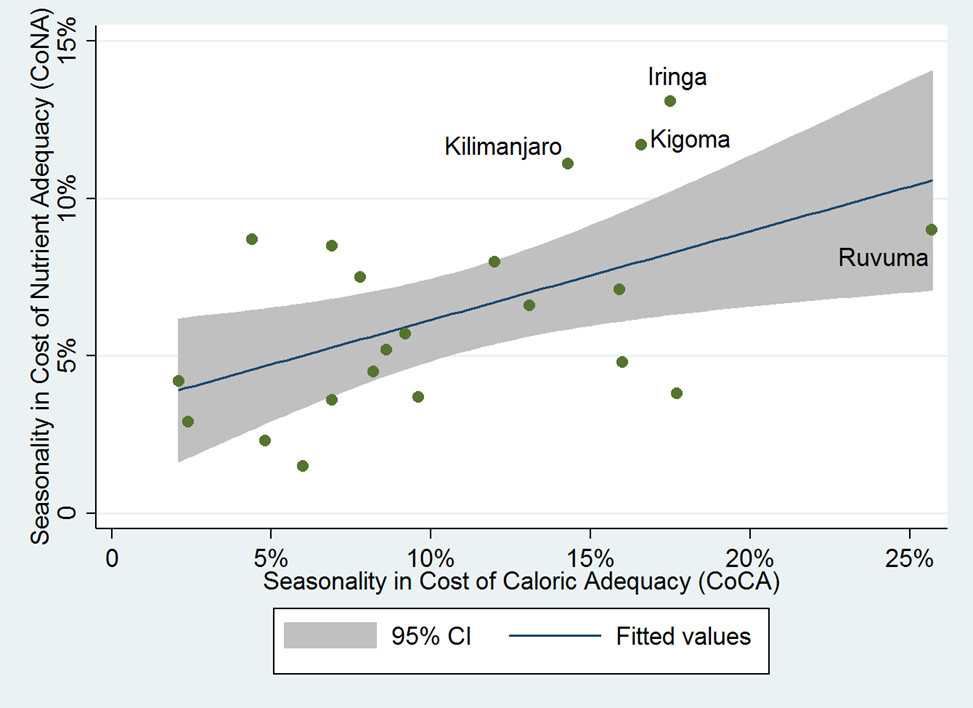 Seasonality in Cost of Nutrient Adequacy (CoNA)
15%
10%
5%
0
Iringa
Kilimanjaro
Kigoma
Ruvuma
0 5% 10% 15% 20% 25%
Seasonality in Cost of Caloric Adequacy (CoCA)
95% CI Fitted values